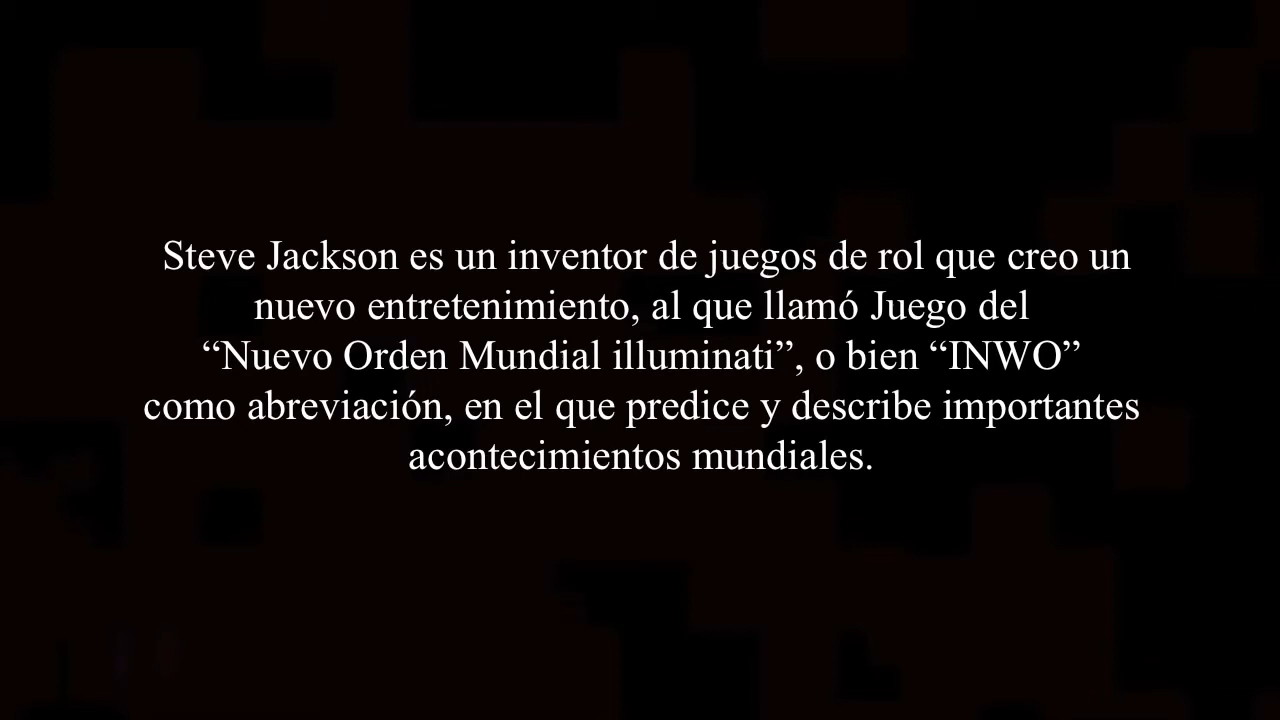 Steve Jackson es un inventor de juegos de rol que creo un
nuevo entretenimiento, al que llamó Juego del
“Nuevo Orden Mundial illuminati”, o bien “INWO”
como abreviación, en el que predice y describe importantes
acontecimientos mundiales.